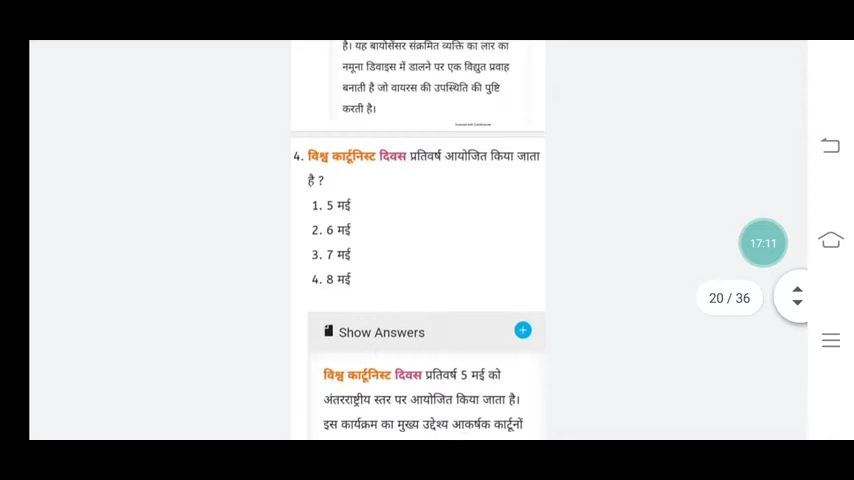 है। यह बायोसेंसर संक्रमित व्यक्ति का लार का
नमूना डिवाइस में डालने पर एक विद्युत प्रवाह
बनाती है जो वायरस की उपस्थिति की पुष्टि
करती है।
4. विश्व कार्टूनिस्ट दिवस प्रतिवर्ष आयोजित किया जाता
है ?
1. 5 मई
2. 6 मई
3. 7 मई
4. 8 मई
17:11
20 / 36
Show Answers
विश्व कार्टूनिस्ट दिवस प्रतिवर्ष 5 मई को
अंतरराष्ट्रीय स्तर पर आयोजित किया जाता है।
इस कार्यक्रम का मुख्य उद्देश्य आकर्षक कार्टूनों